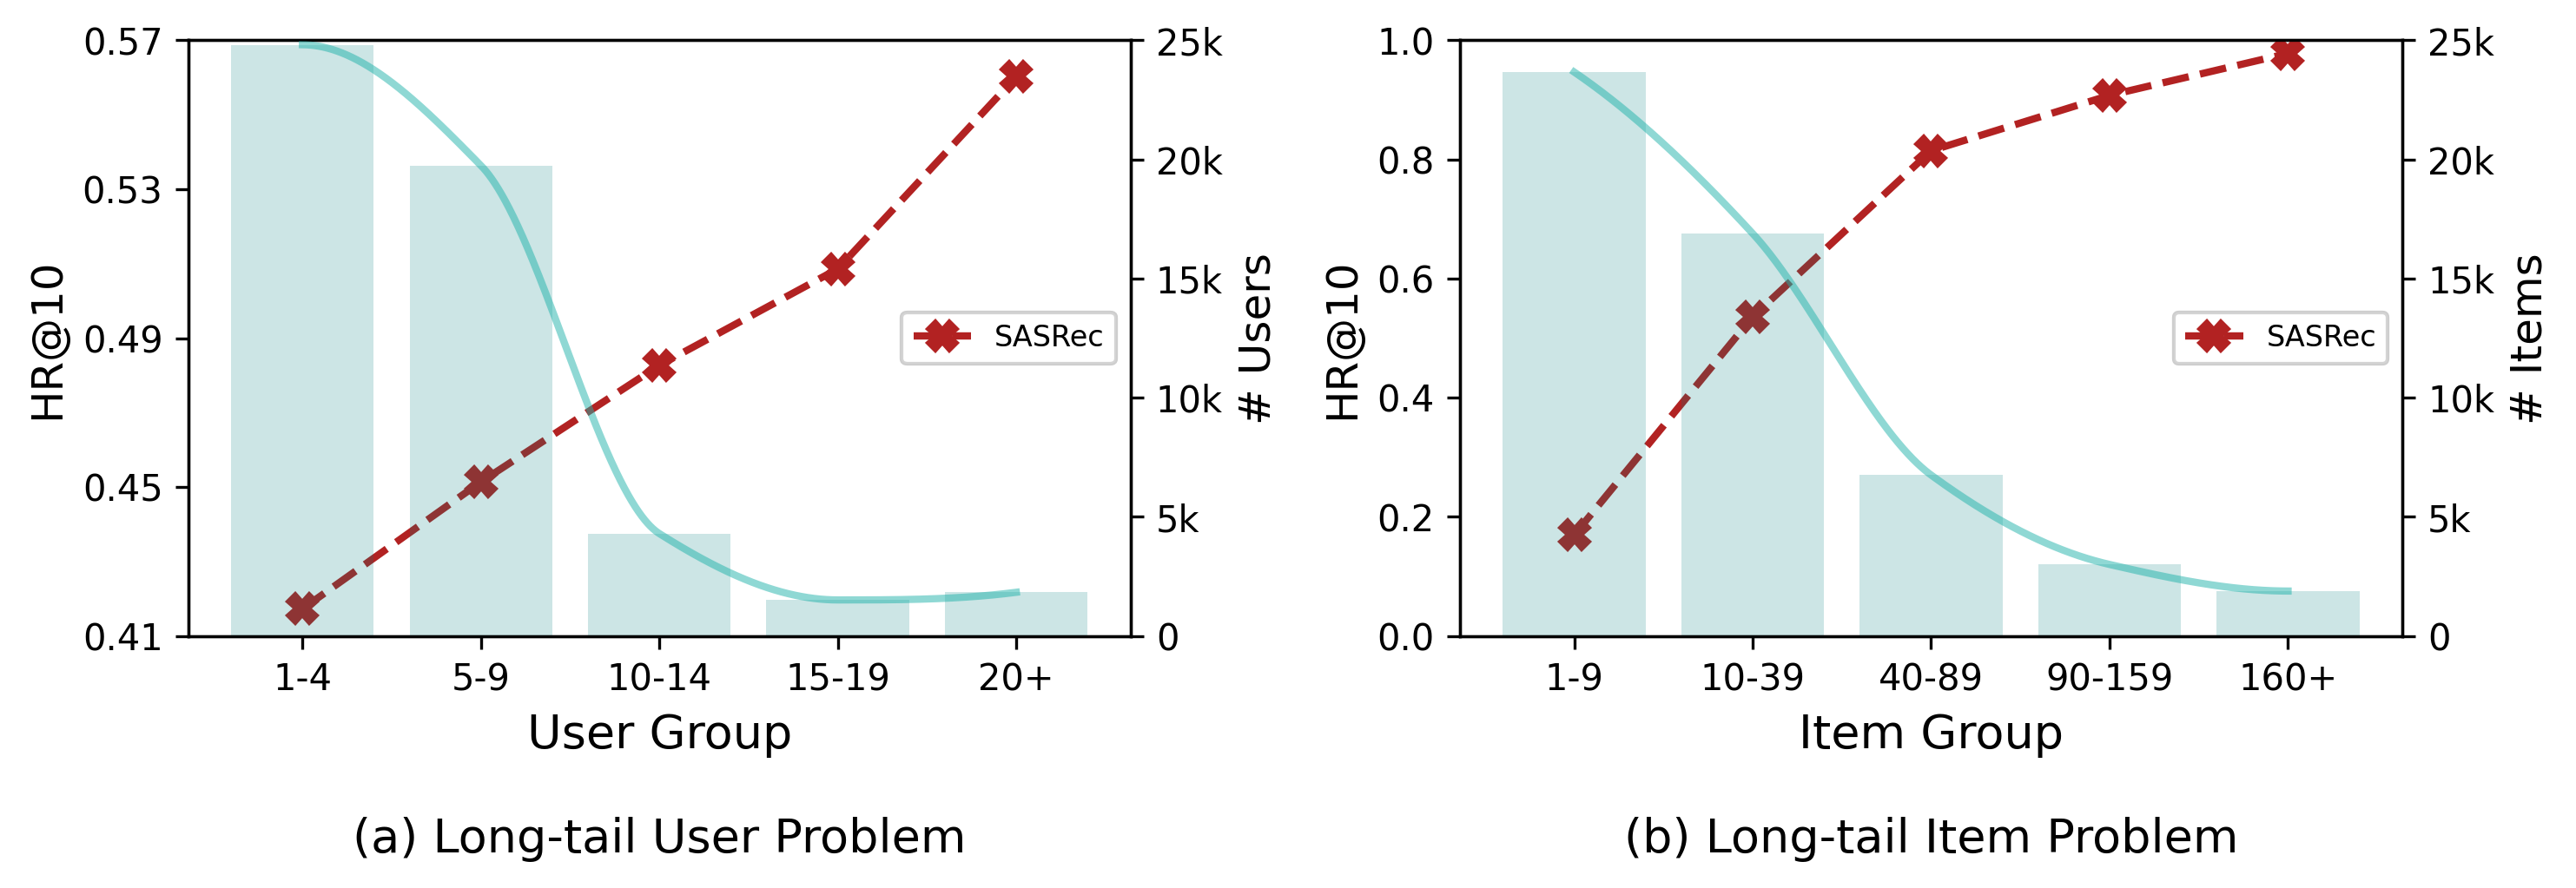 0.57
0.53
0.49
0.45
0.41
HR@10
25k
20k
15k
10k
5k
0
# Users
SASRec
1-4 5-9 10-14 15-19 20+
User Group
(a) Long-tail User Problem
1.0
0.8
0.6
0.4
0.2
0.0
HR@10
25k
20k
15k
10k
5k
0
# Items
SASRec
1-9 10-39 40-89 90-159 160+
Item Group
(b) Long-tail Item Problem